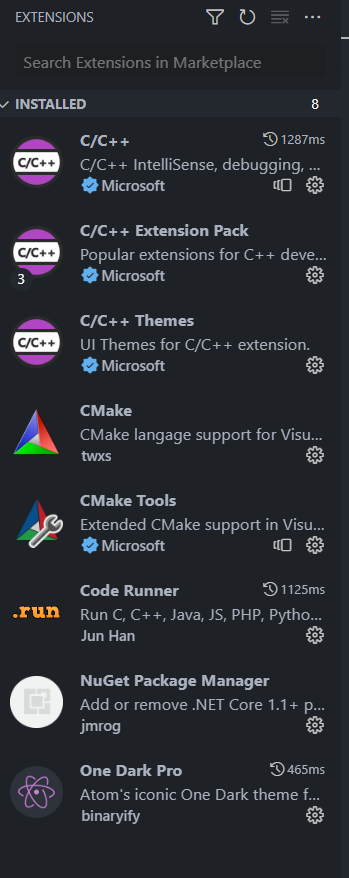 EXTENSIONS
Search Extensions in Marketplace
INSTALLED 8
C/C++ 1287ms
C/C++
C/C++ IntelliSense, debugging, ...
Microsoft
C/C++ Extension Pack
C/C++
Popular extensions for C++ deve...
3
Microsoft
C/C++ Themes
C/C++
UI Themes for C/C++ extension.
Microsoft
CMake
CMake langage support for Visu...
twxs
CMake Tools
Extended CMake support in Visu...
Microsoft
Code Runner 1125ms
.run
Run C, C++, Java, JS, PHP, Pytho...
Jun Han
NuGet Package Manager
Add or remove .NET Core 1.1+ p...
jmrog
One Dark Pro 465ms
Atom's iconic One Dark theme f...
binaryify